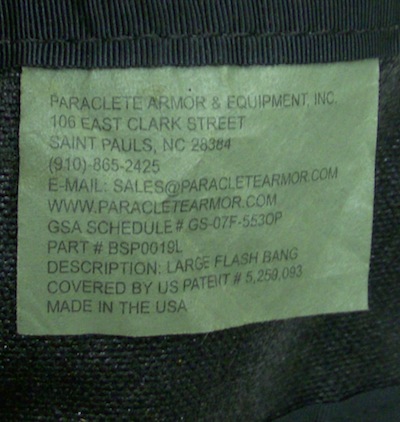 PARACLETE ARMOR & EQUIPMENT, INC.
106 EAST CLARK STREET
SAINT PAULS, NC 28384
(910)-865-2425
E-MAIL: SALES@PARACLETEARMOR.COM
WWW.PARACLETEARMOR.COM
GSA SCHEDULE# GS-07F-5530P
PART # BSP0019L
DESCRIPTION: LARGE FLASH BANG
COVERED BY US PATENT # 5,259,093
MADE IN THE USA